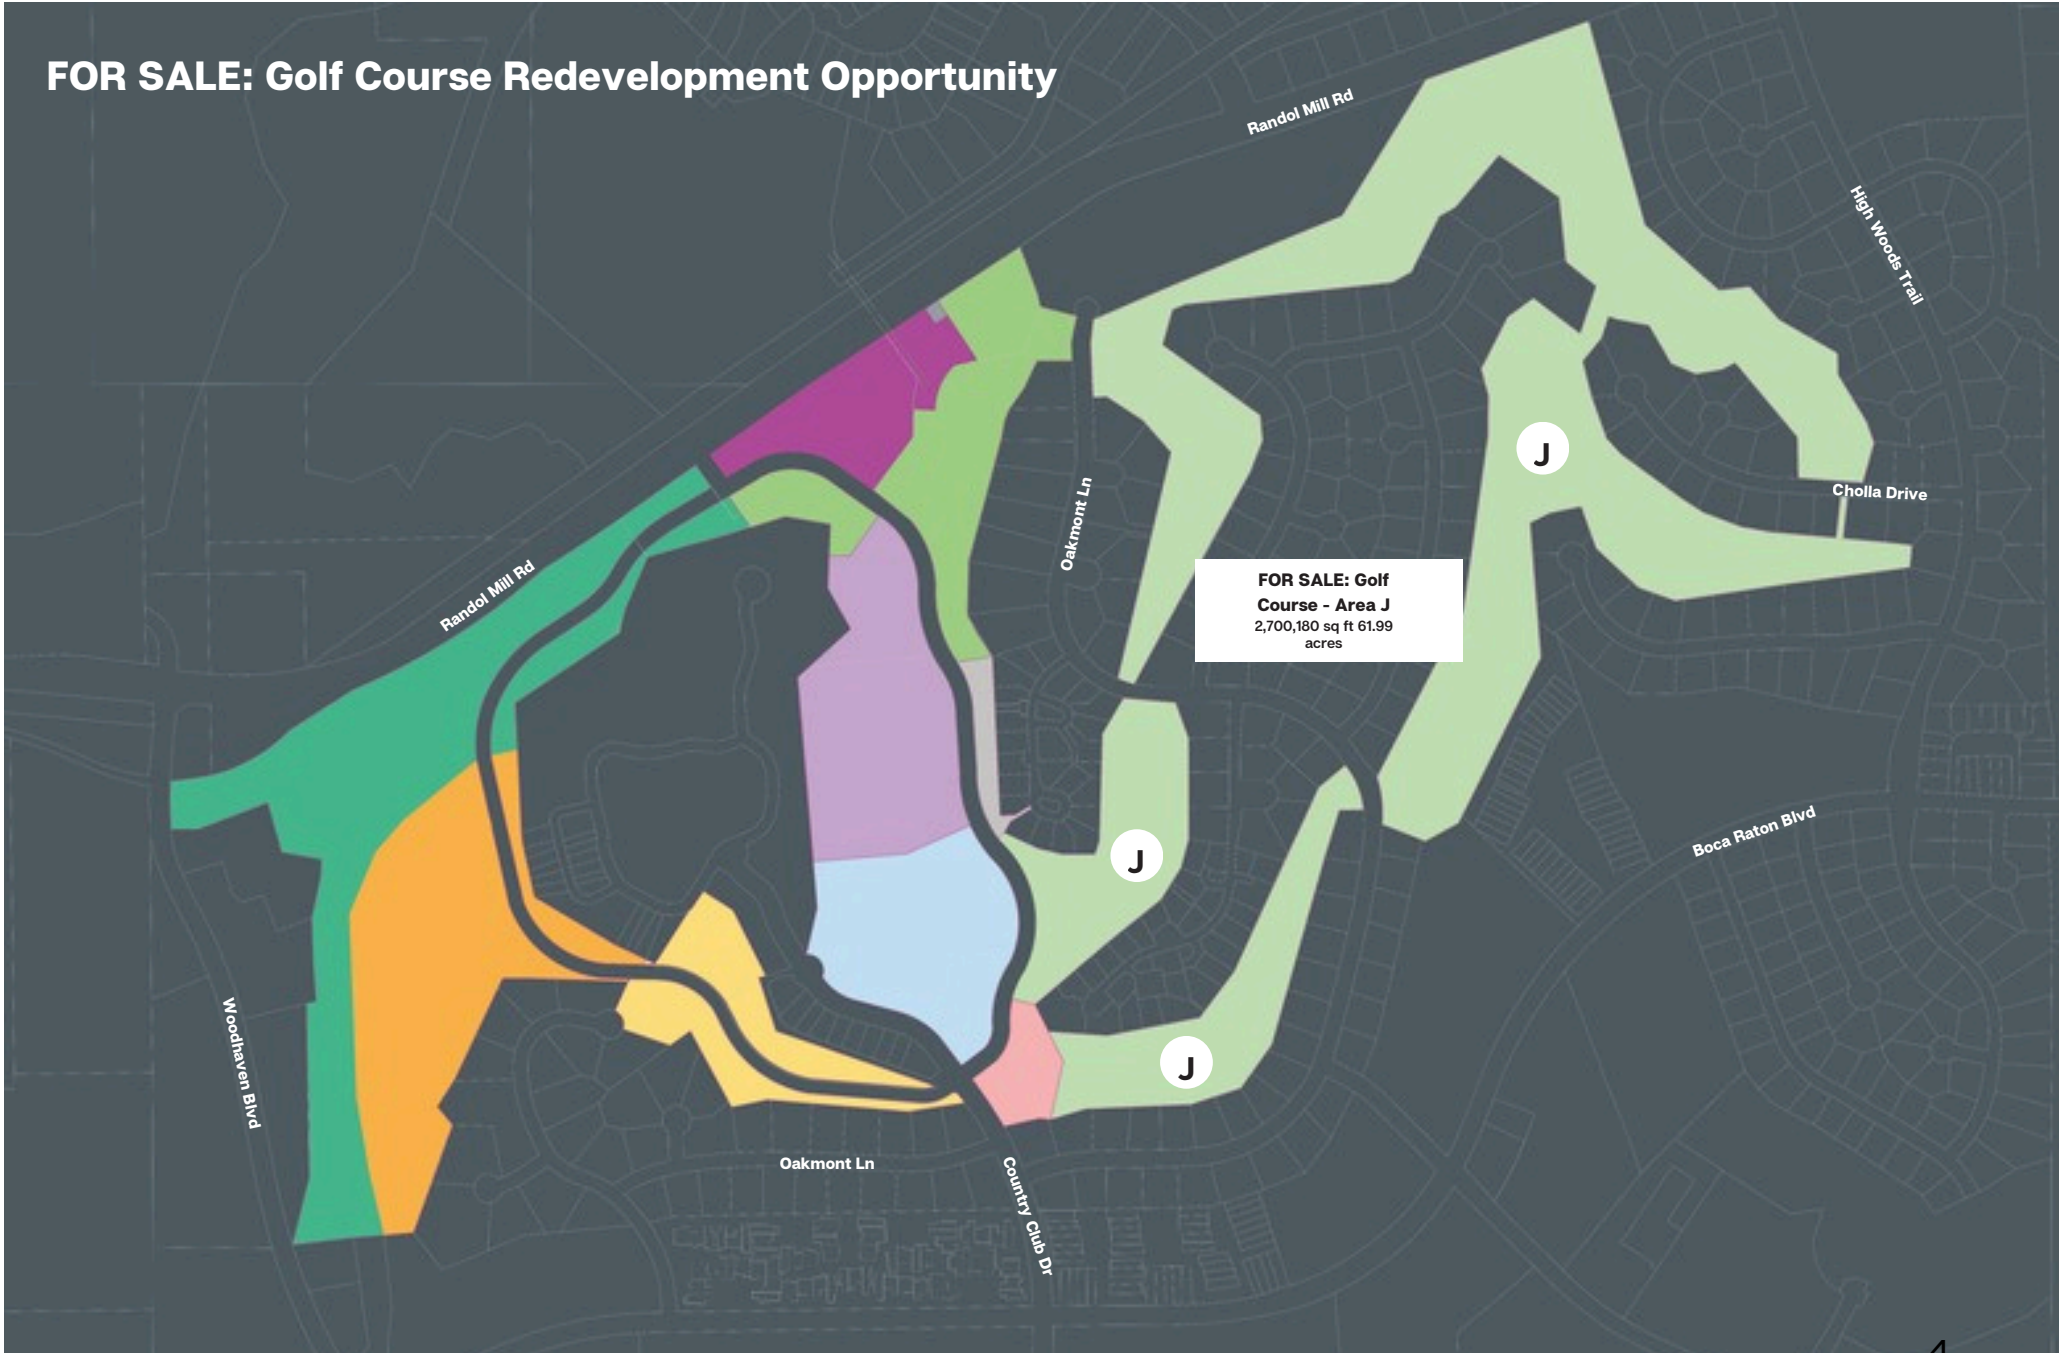 FOR SALE: Golf Course Redevelopment Opportunity
Randol Mill Rd
High Woods Trail
J
Cholla Drive
Oakmont Ln
Randol Mill Rd
FOR SALE: Golf
Course - Area J
2,700,180 sq ft 61.99
acres
Boca Raton Blvd
J
Woodhaven Blvd
J
Oakmont Ln
Country Club Dr
4